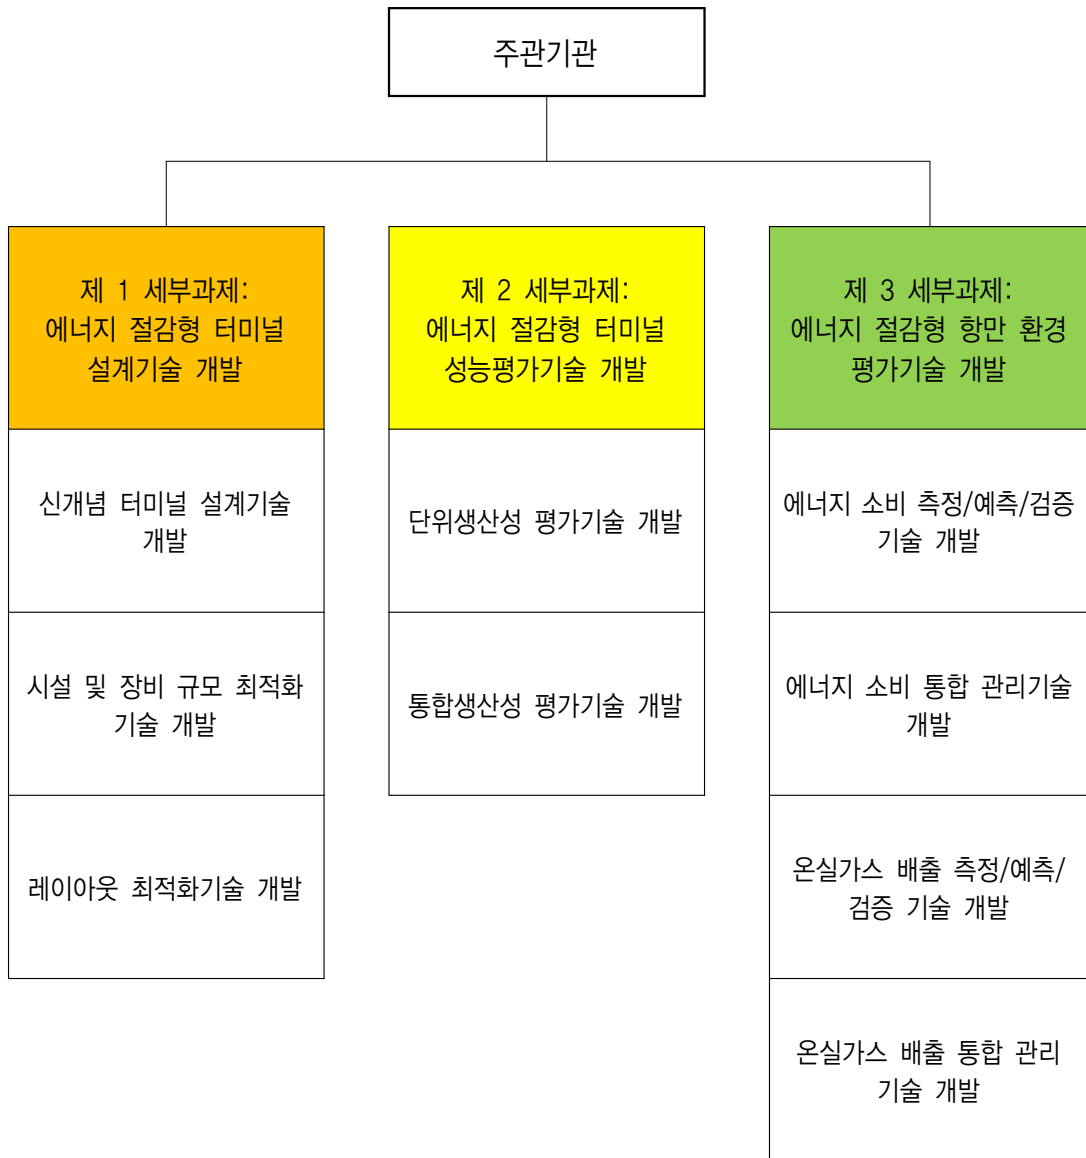 주관기관
제 1 세부과제:
에너지 절감형 터미널
설계기술 개발
신개념 터미널 설계기술
개발
시설 및 장비 규모 최적화
기술 개발
레이아웃 최적화기술 개발
제 2 세부과제:
에너지 절감형 터미널
성능평가기술 개발
단위생산성 평가기술 개발
통합생산성 평가기술 개발
제 3 세부과제:
에너지 절감형 항만 환경
평가기술 개발
에너지 소비 측정/예측/검증
기술 개발
에너지 소비 통합 관리기술
개발
온실가스 배출 측정/예측/
검증 기술 개발
온실가스 배출 통합 관리
기술 개발